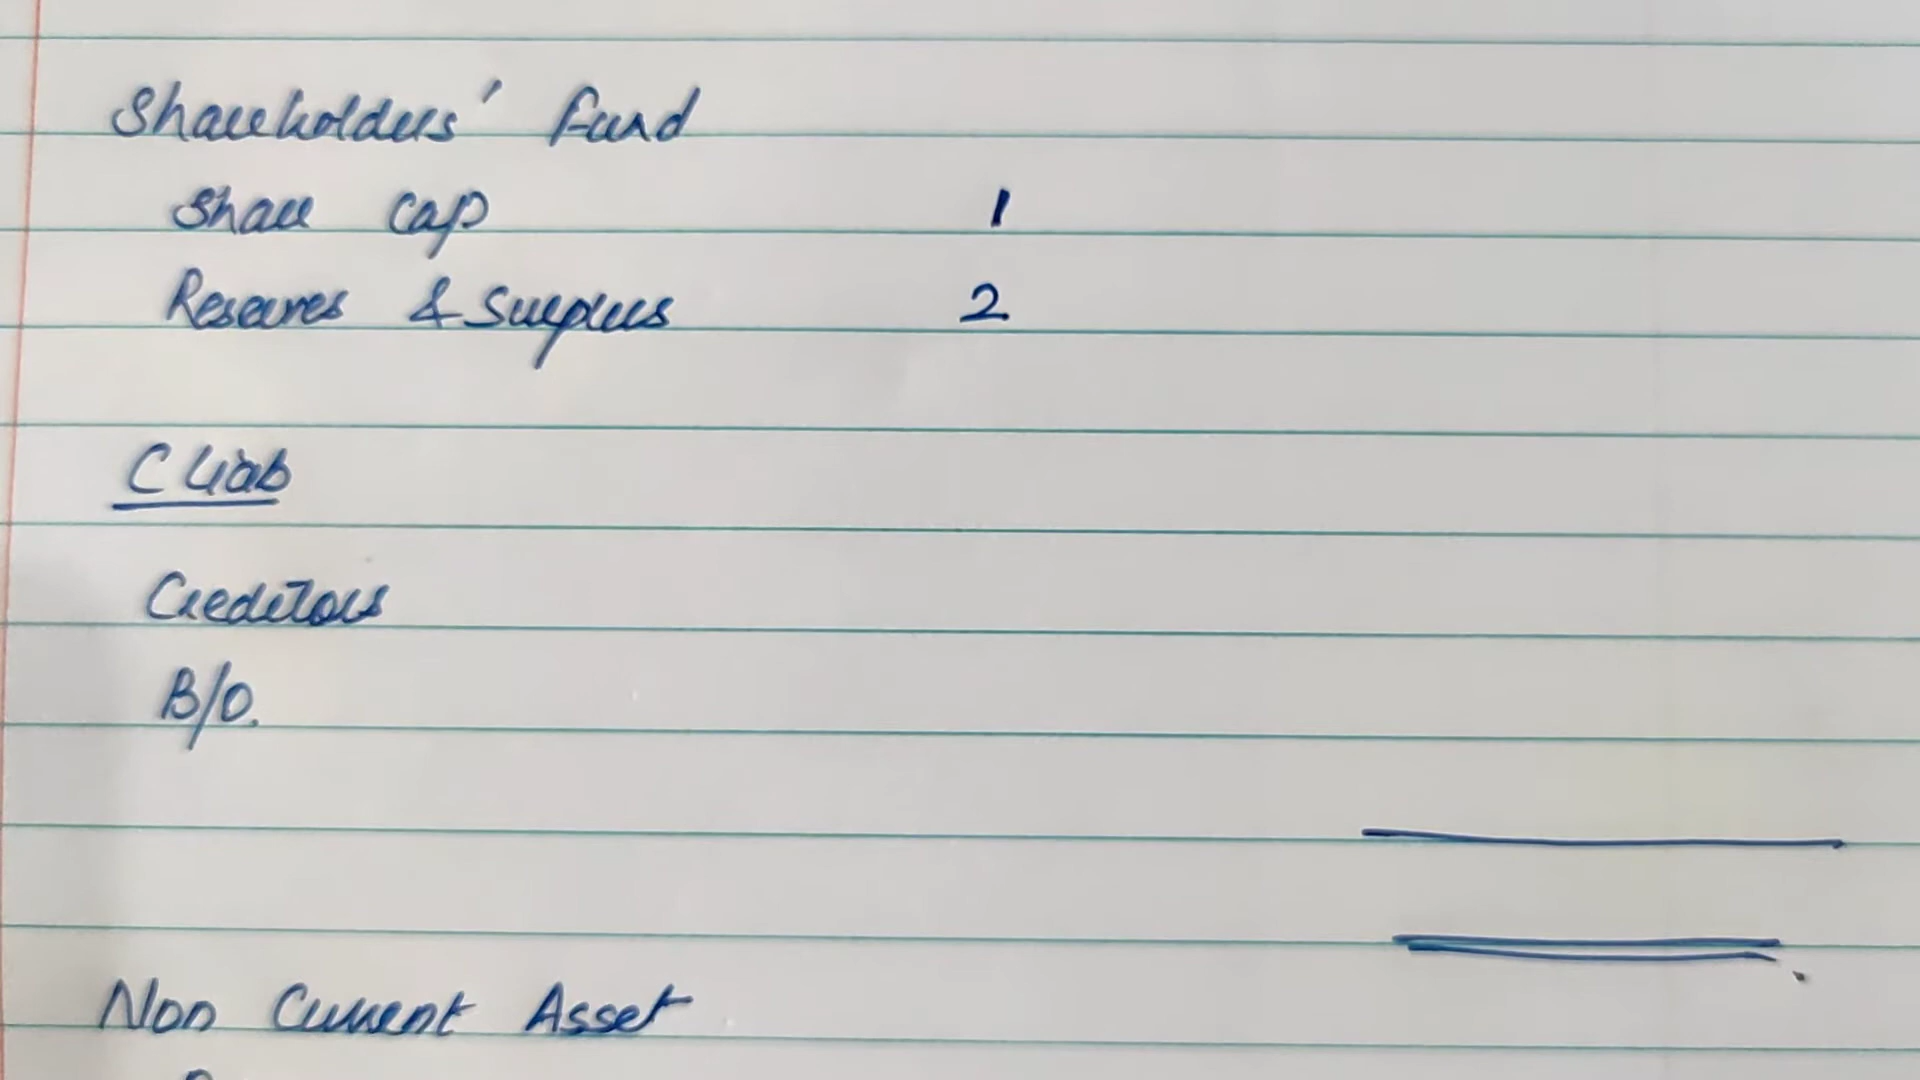 Shareholders' Fund
Share Cap 1
Reserves & Surplus 2
C Liab
Creditors
B/O.
Non Current Asset